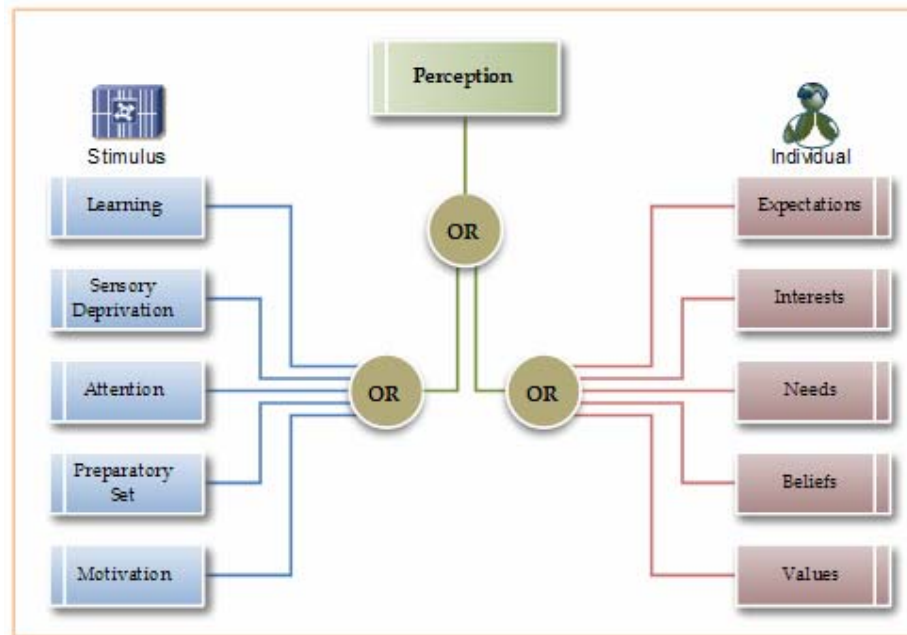 Perception
Stimulus
Individual
Learning
Expectations
OR
Sensory
Deprivation
Interests
Attention
OR
OR
Needs
Preparatory
Set
Beliefs
Motivation
Values